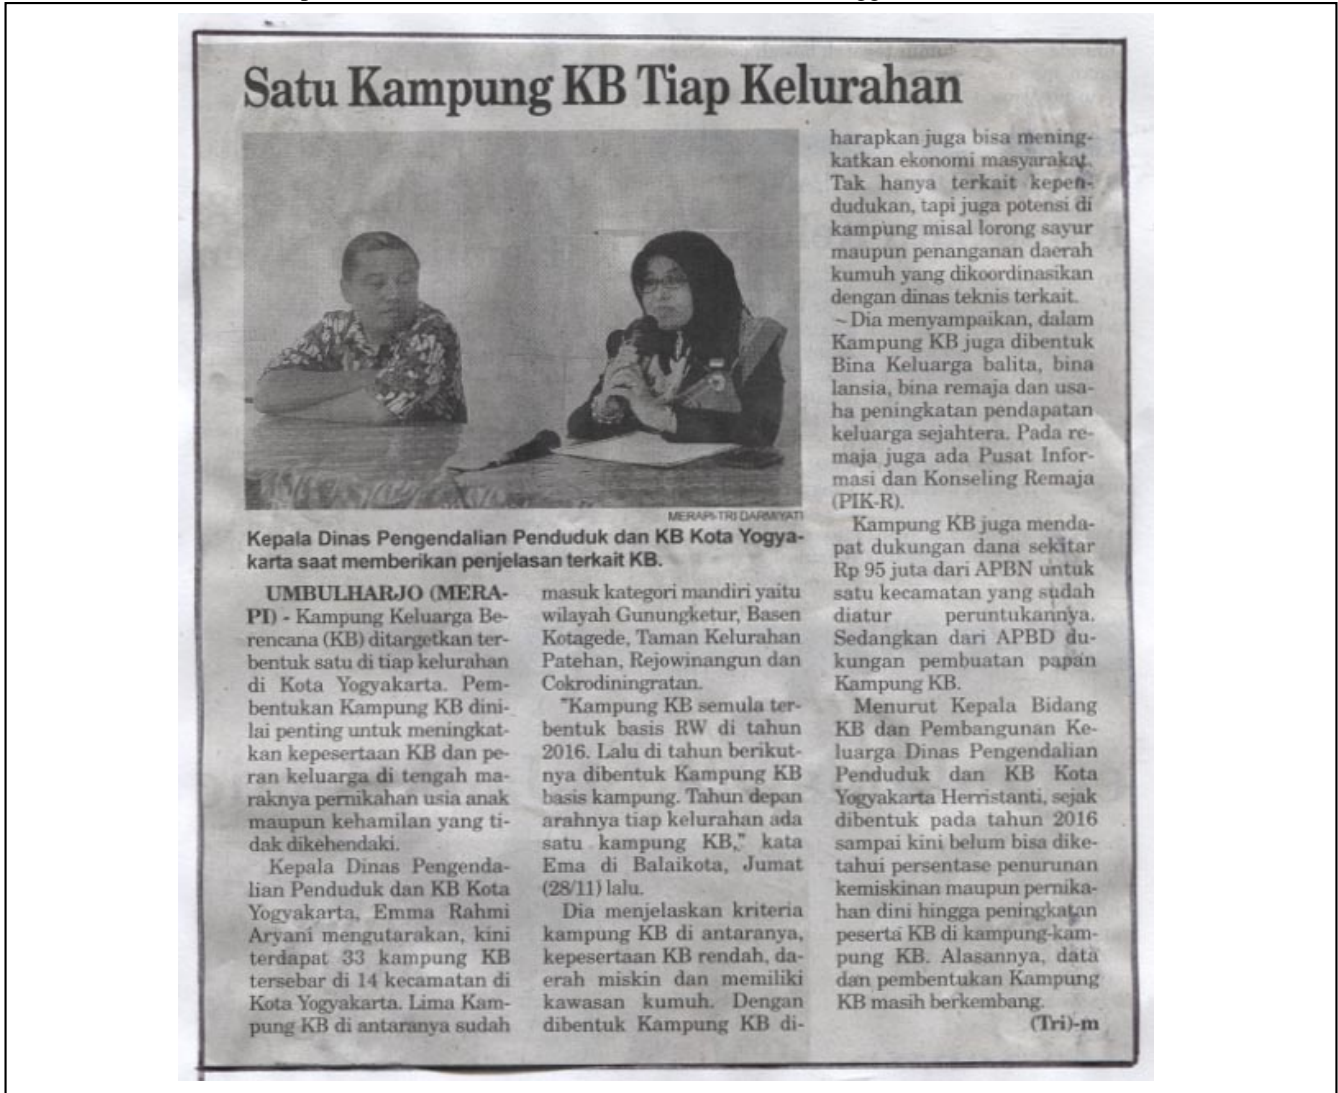 Satu Kampung KB Tiap Kelurahan
MERAPI-TRI DARMIYATI
Kepala Dinas Pengendalian Penduduk dan KB Kota Yogya-
karta saat memberikan penjelasan terkait KB.
UMBULHARJO (MERA-
PI) - Kampung Keluarga Be-
rencana (KB) ditargetkan ter-
bentuk satu di tiap kelurahan
di Kota Yogyakarta. Pem-
bentukan Kampung KB dini-
lai penting untuk meningkat-
kan kepesertaan KB dan pe-
ran keluarga di tengah ma-
raknya pernikahan usia anak
maupun kehamilan yang ti-
dak dikehendaki.
Kepala Dinas Pengenda-
lian Penduduk dan KB Kota
Yogyakarta, Emma Rahmi
Aryani mengutarakan, kini
terdapat 33 kampung KB
tersebar di 14 kecamatan di
Kota Yogyakarta. Lima Kam-
pung KB di antaranya sudah
masuk kategori mandiri yaitu
wilayah Gunungketur, Basen
Kotagede, Taman Kelurahan
Patehan, Rejowinangun dan
Cokrodiningratan.
"Kampung KB semula ter-
bentuk basis RW di tahun
2016. Lalu di tahun berikut-
nya dibentuk Kampung KB
basis kampung. Tahun depan
arahnya tiap kelurahan ada
satu kampung KB," kata
Ema di Balaikota, Jumat
(28/11) lalu.
Dia menjelaskan kriteria
kampung KB di antaranya,
kepesertaan KB rendah, da-
erah miskin dan memiliki
kawasan kumuh. Dengan
dibentuk Kampung KB di-
harapkan juga bisa mening-
katkan ekonomi masyarakat.
Tak hanya terkait kepen-
dudukan, tapi juga potensi di
kampung misal lorong sayur
maupun penanganan daerah
kumuh yang dikoordinasikan
dengan dinas teknis terkait.
Dia menyampaikan, dalam
Kampung KB juga dibentuk
Bina Keluarga balita, bina
lansia, bina remaja dan usa-
ha peningkatan pendapatan
keluarga sejahtera. Pada re-
maja juga ada Pusat Infor-
masi dan Konseling Remaja
(PIK-R).
Kampung KB juga menda-
pat dukungan dana sekitar
Rp 95 juta dari APBN untuk
satu kecamatan yang sudah
diatur peruntukannya.
Sedangkan dari APBD du-
kungan pembuatan papan
Kampung KB.
Menurut Kepala Bidang
KB dan Pembangunan Ke-
luarga Dinas Pengendalian
Penduduk dan KB Kota
Yogyakarta Herristanti, sejak
dibentuk pada tahun 2016
sampai kini belum bisa dike-
tahui persentase penurunan
kemiskinan maupun pernika-
han dini hingga peningkatan
peserta KB di kampung-kam-
pung KB. Alasannya, data
dan pembentukan Kampung
KB masih berkembang.
(Tri)-m